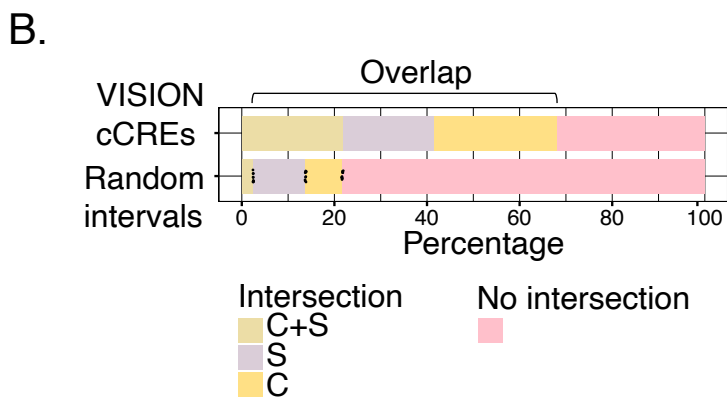 B.
Overlap
VISION
cCREs
Random
intervals
0 20 40 60 80 100
Percentage
Intersection
C+S
S
C
No intersection